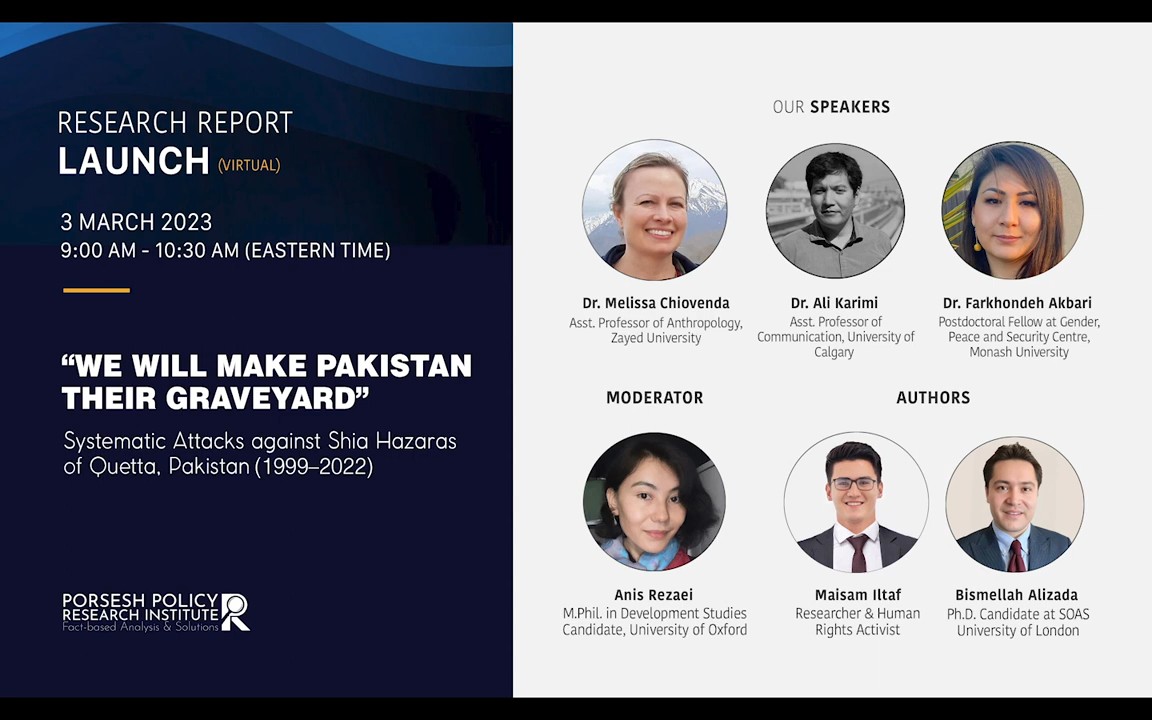 RESEARCH REPORT
LAUNCH (VIRTUAL)
3 MARCH 2023
9:00 AM - 10:30 AM (EASTERN TIME)
“WE WILL MAKE PAKISTAN
THEIR GRAVEYARD”
Systematic Attacks against Shia Hazaras
of Quetta, Pakistan (1999–2022)
PORSESH POLICY
RESEARCH INSTITUTE
Fact-based Analysis & Solutions
OUR SPEAKERS
Dr. Melissa Chiovenda
Asst. Professor of Anthropology,
Zayed University
Dr. Ali Karimi
Asst. Professor of
Communication, University of
Calgary
Dr. Farkhondeh Akbari
Postdoctoral Fellow at Gender,
Peace and Security Centre,
Monash University
MODERATOR
Anis Rezaei
M.Phil. in Development Studies
Candidate, University of Oxford
AUTHORS
Maisam Iltaf
Researcher & Human
Rights Activist
Bismellah Alizada
Ph.D. Candidate at SOAS
University of London